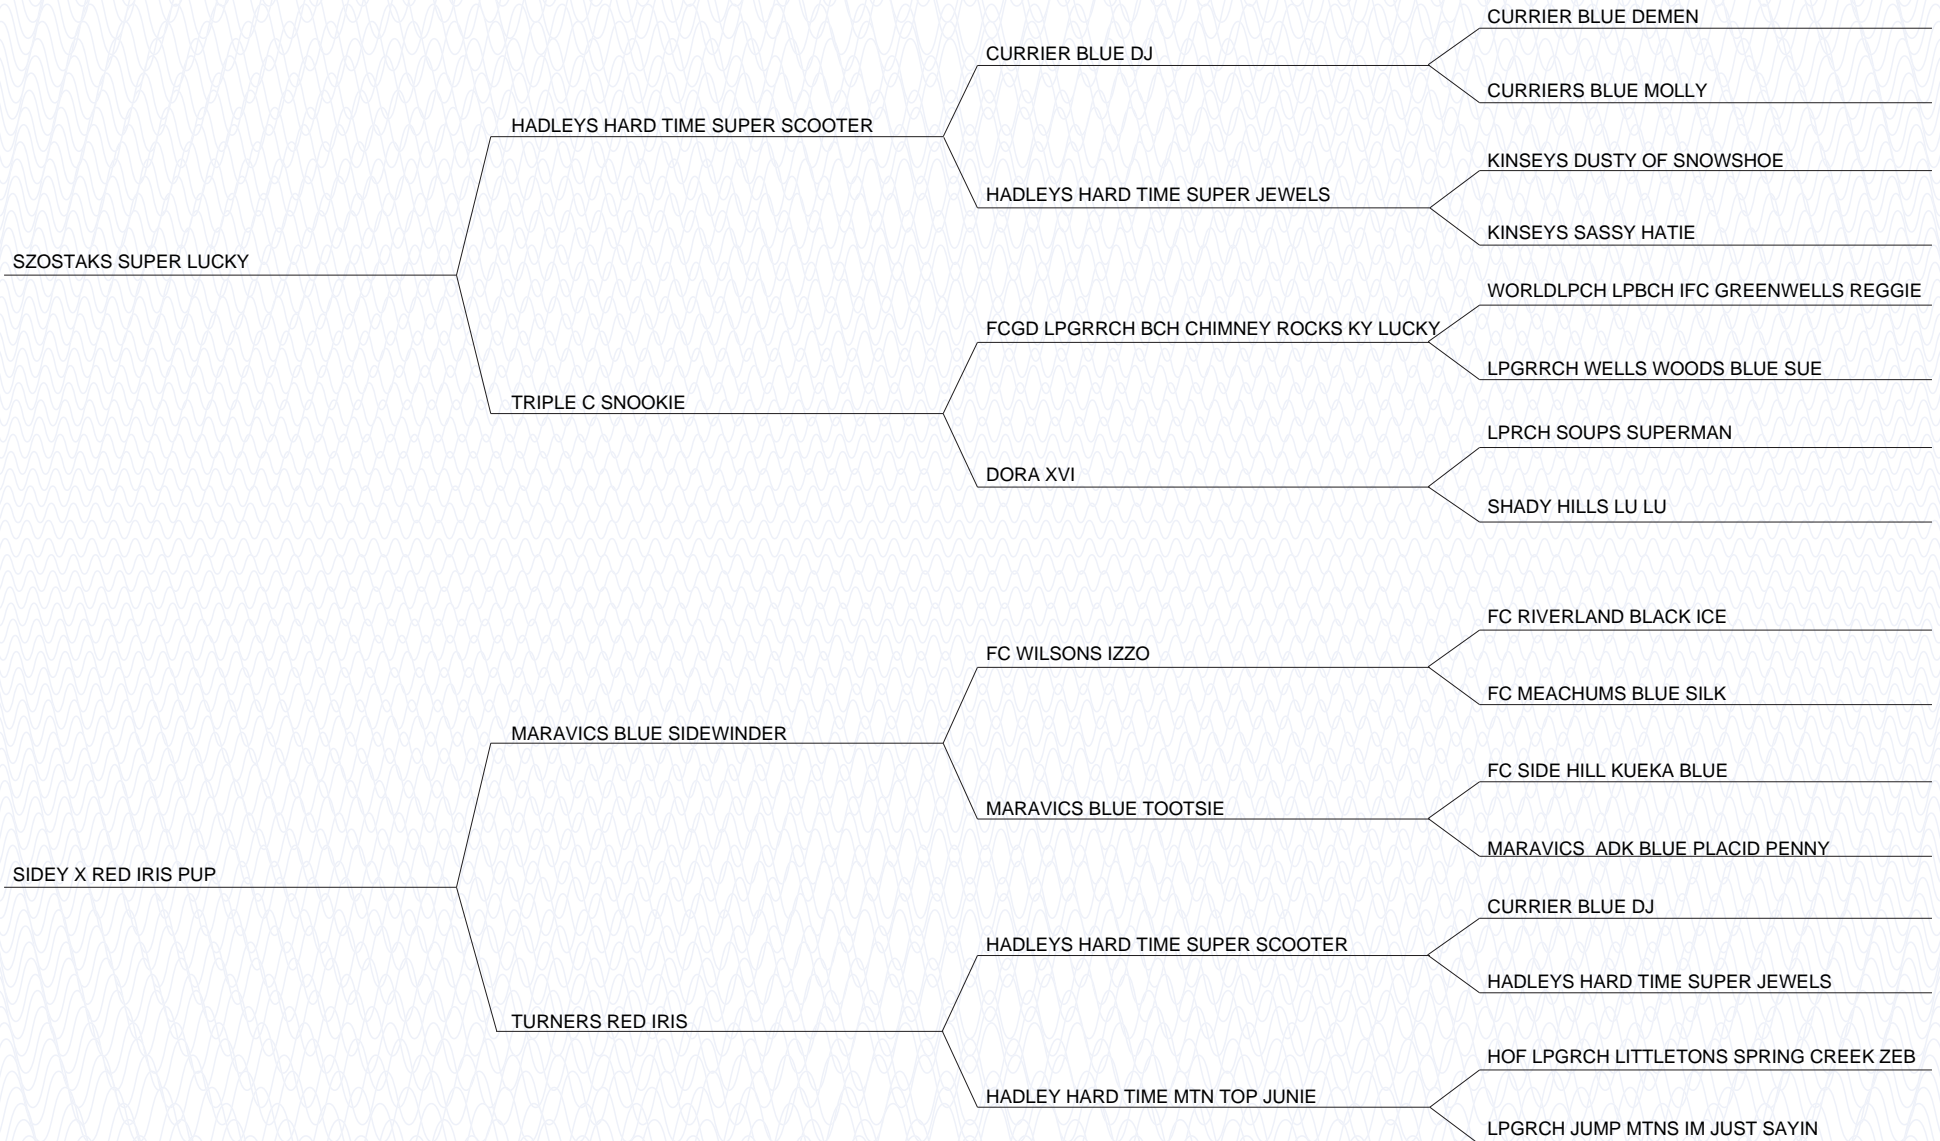 CURRIER BLUE DEMEN
CURRIER BLUE DJ
CURRIERS BLUE MOLLY
HADLEYS HARD TIME SUPER SCOOTER
KINSEYS DUSTY OF SNOWSHOE
HADLEYS HARD TIME SUPER JEWELS
KINSEYS SASSY HATIE
SZOSTAKS SUPER LUCKY
WORLDLPCH LPBCH IFC GREENWELLS REGGIE
FCGD LPGRRCH BCH CHIMNEY ROCKS KY LUCKY
LPGRRCH WELLS WOODS BLUE SUE
TRIPLE C SNOOKIE
LPRCH SOUPS SUPERMAN
DORA XVI
SHADY HILLS LU LU
FC RIVERLAND BLACK ICE
FC WILSONS IZZO
FC MEACHUMS BLUE SILK
MARAVICS BLUE SIDEWINDER
FC SIDE HILL KUEKA BLUE
MARAVICS BLUE TOOTSIE
MARAVICS  ADK BLUE PLACID PENNY
SIDEY X RED IRIS PUP
CURRIER BLUE DJ
HADLEYS HARD TIME SUPER SCOOTER
HADLEYS HARD TIME SUPER JEWELS
TURNERS RED IRIS
HOF LPGRCH LITTLETONS SPRING CREEK ZEB
HADLEY HARD TIME MTN TOP JUNIE
LPGRCH JUMP MTNS IM JUST SAYIN